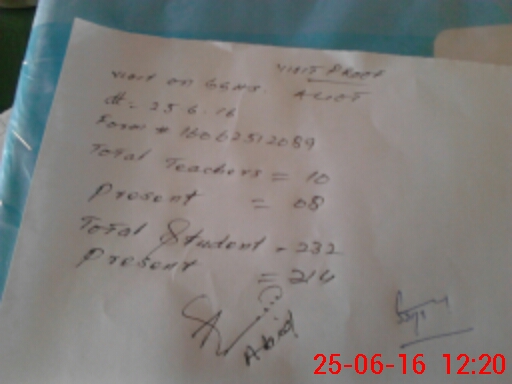 VISIT PROOF
Visit on GGHS
dt = 25.6.16
Form # 16062512089
Total Teachers = 10
Present = 08
Total Student = 232
Present = 214
Abid
25-06-16 12:20